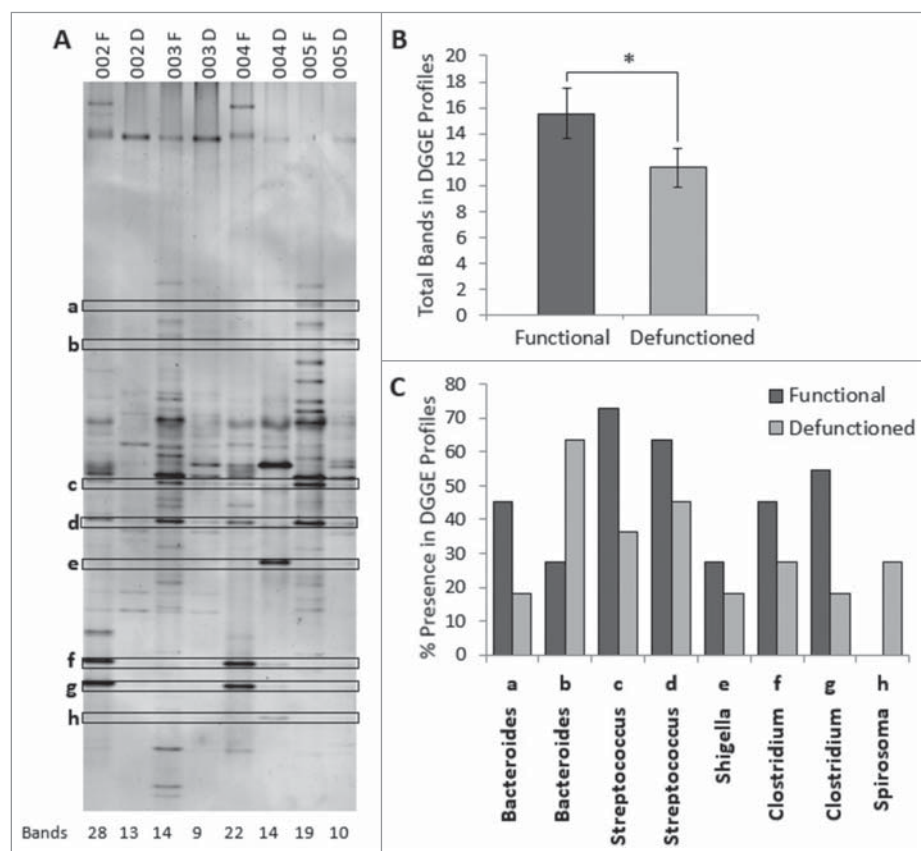 A
002 F
002 D
003 F
003 D
004 F
004 D
005 F
005 D
a
b
c
d
e
f
g
h
Bands 28 13 14 9 22 14 19 10
B
Total Bands in DGGE Profiles
20
18
16
14
12
10
8
6
4
2
0
*
Functional Defunctioned
C
% Presence in DGGE Profiles
80
70
60
50
40
30
20
10
0
Functional
Defunctioned
a b c d e f g h
Bacteroides
Bacteroides
Streptococcus
Streptococcus
Shigella
Clostridium
Clostridium
Spirosoma